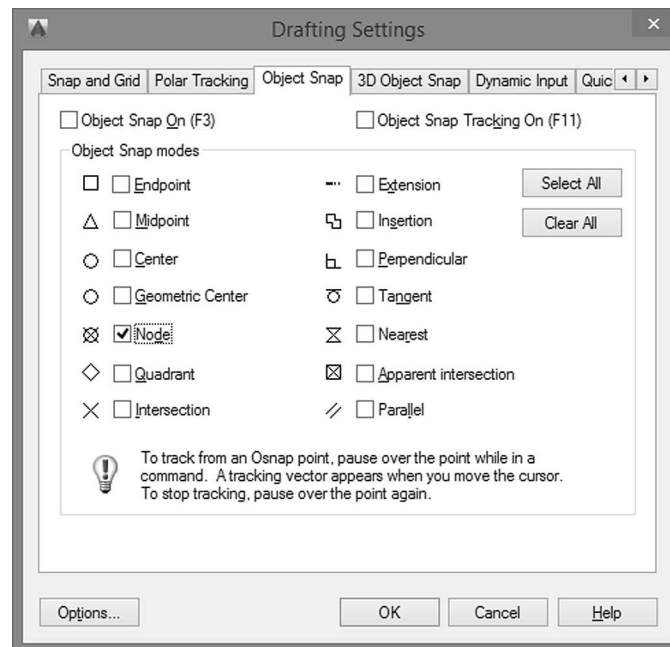 Drafting Settings
Snap and Grid Polar Tracking Object Snap 3D Object Snap Dynamic Input Quic
Object Snap On (F3) Object Snap Tracking On (F11)
Object Snap modes
Endpoint Extension Select All
Midpoint Insertion Clear All
Center Perpendicular
Geometric Center Tangent
Node Nearest
Quadrant Apparent intersection
Intersection Parallel
To track from an Osnap point, pause over the point while in a
command. A tracking vector appears when you move the cursor.
To stop tracking, pause over the point again.
Options... OK Cancel Help